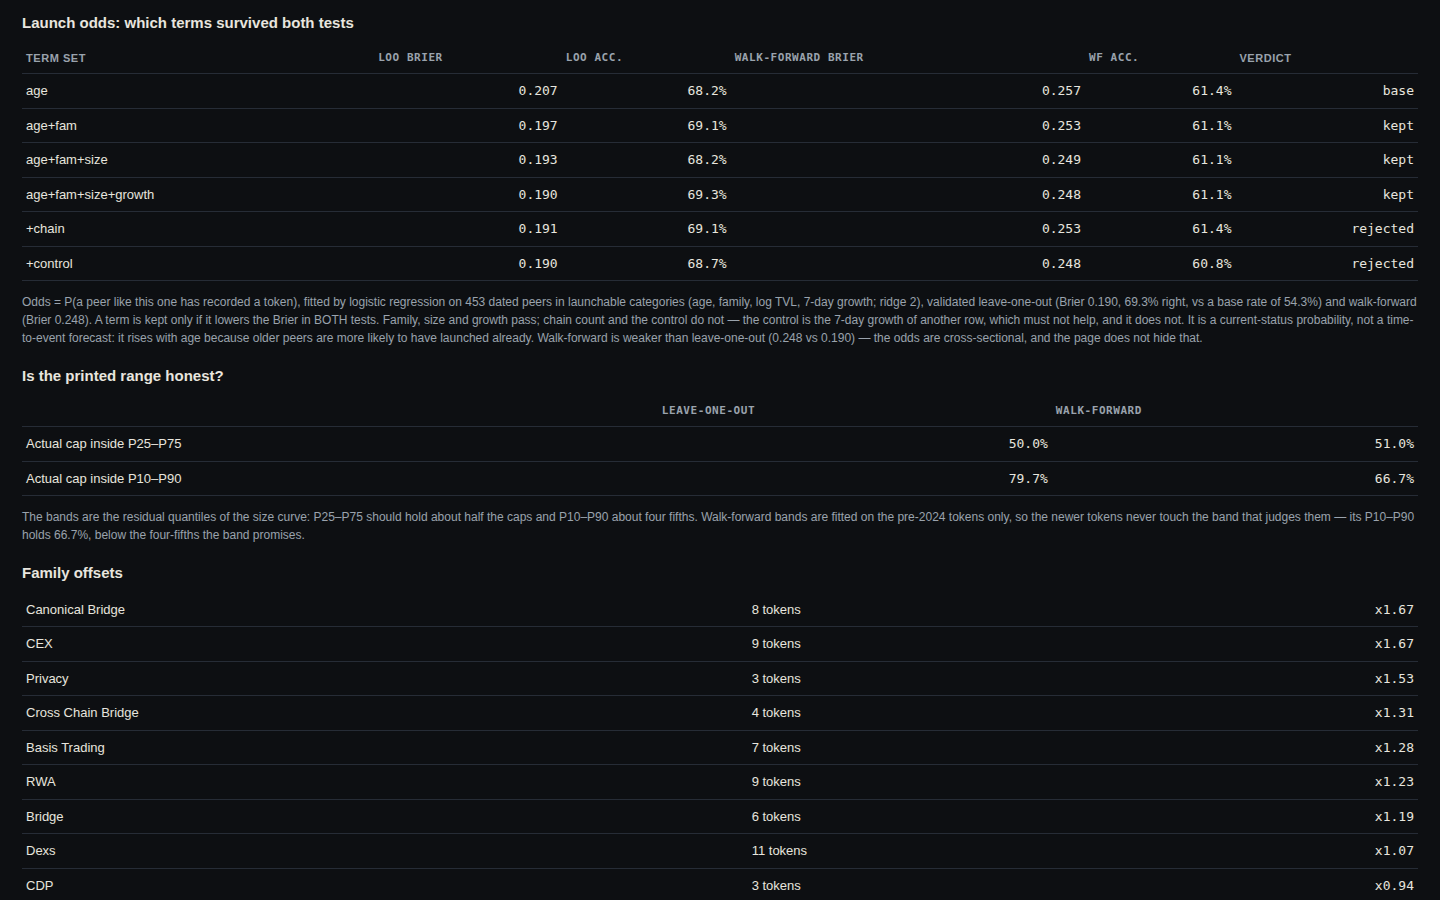 Launch odds: which terms survived both tests
TERM SET LOO BRIER LOO ACC. WALK-FORWARD BRIER WF ACC. VERDICT
age 0.207 68.2% 0.257 61.4% base
age+fam 0.197 69.1% 0.253 61.1% kept
age+fam+size 0.193 68.2% 0.249 61.1% kept
age+fam+size+growth 0.190 69.3% 0.248 61.1% kept
+chain 0.191 69.1% 0.253 61.4% rejected
+control 0.190 68.7% 0.248 60.8% rejected
Odds = P(a peer like this one has recorded a token), fitted by logistic regression on 453 dated peers in launchable categories (age, family, log TVL, 7-day growth; ridge 2), validated leave-one-out (Brier 0.190, 69.3% right, vs a base rate of 54.3%) and walk-forward
(Brier 0.248). A term is kept only if it lowers the Brier in BOTH tests. Family, size and growth pass; chain count and the control do not — the control is the 7-day growth of another row, which must not help, and it does not. It is a current-status probability, not a time-
to-event forecast: it rises with age because older peers are more likely to have launched already. Walk-forward is weaker than leave-one-out (0.248 vs 0.190) — the odds are cross-sectional, and the page does not hide that.
Is the printed range honest?
LEAVE-ONE-OUT WALK-FORWARD
Actual cap inside P25–P75 50.0% 51.0%
Actual cap inside P10–P90 79.7% 66.7%
The bands are the residual quantiles of the size curve: P25–P75 should hold about half the caps and P10–P90 about four fifths. Walk-forward bands are fitted on the pre-2024 tokens only, so the newer tokens never touch the band that judges them — its P10–P90
holds 66.7%, below the four-fifths the band promises.
Family offsets
Canonical Bridge 8 tokens x1.67
CEX 9 tokens x1.67
Privacy 3 tokens x1.53
Cross Chain Bridge 4 tokens x1.31
Basis Trading 7 tokens x1.28
RWA 9 tokens x1.23
Bridge 6 tokens x1.19
Dexs 11 tokens x1.07
CDP 3 tokens x0.94